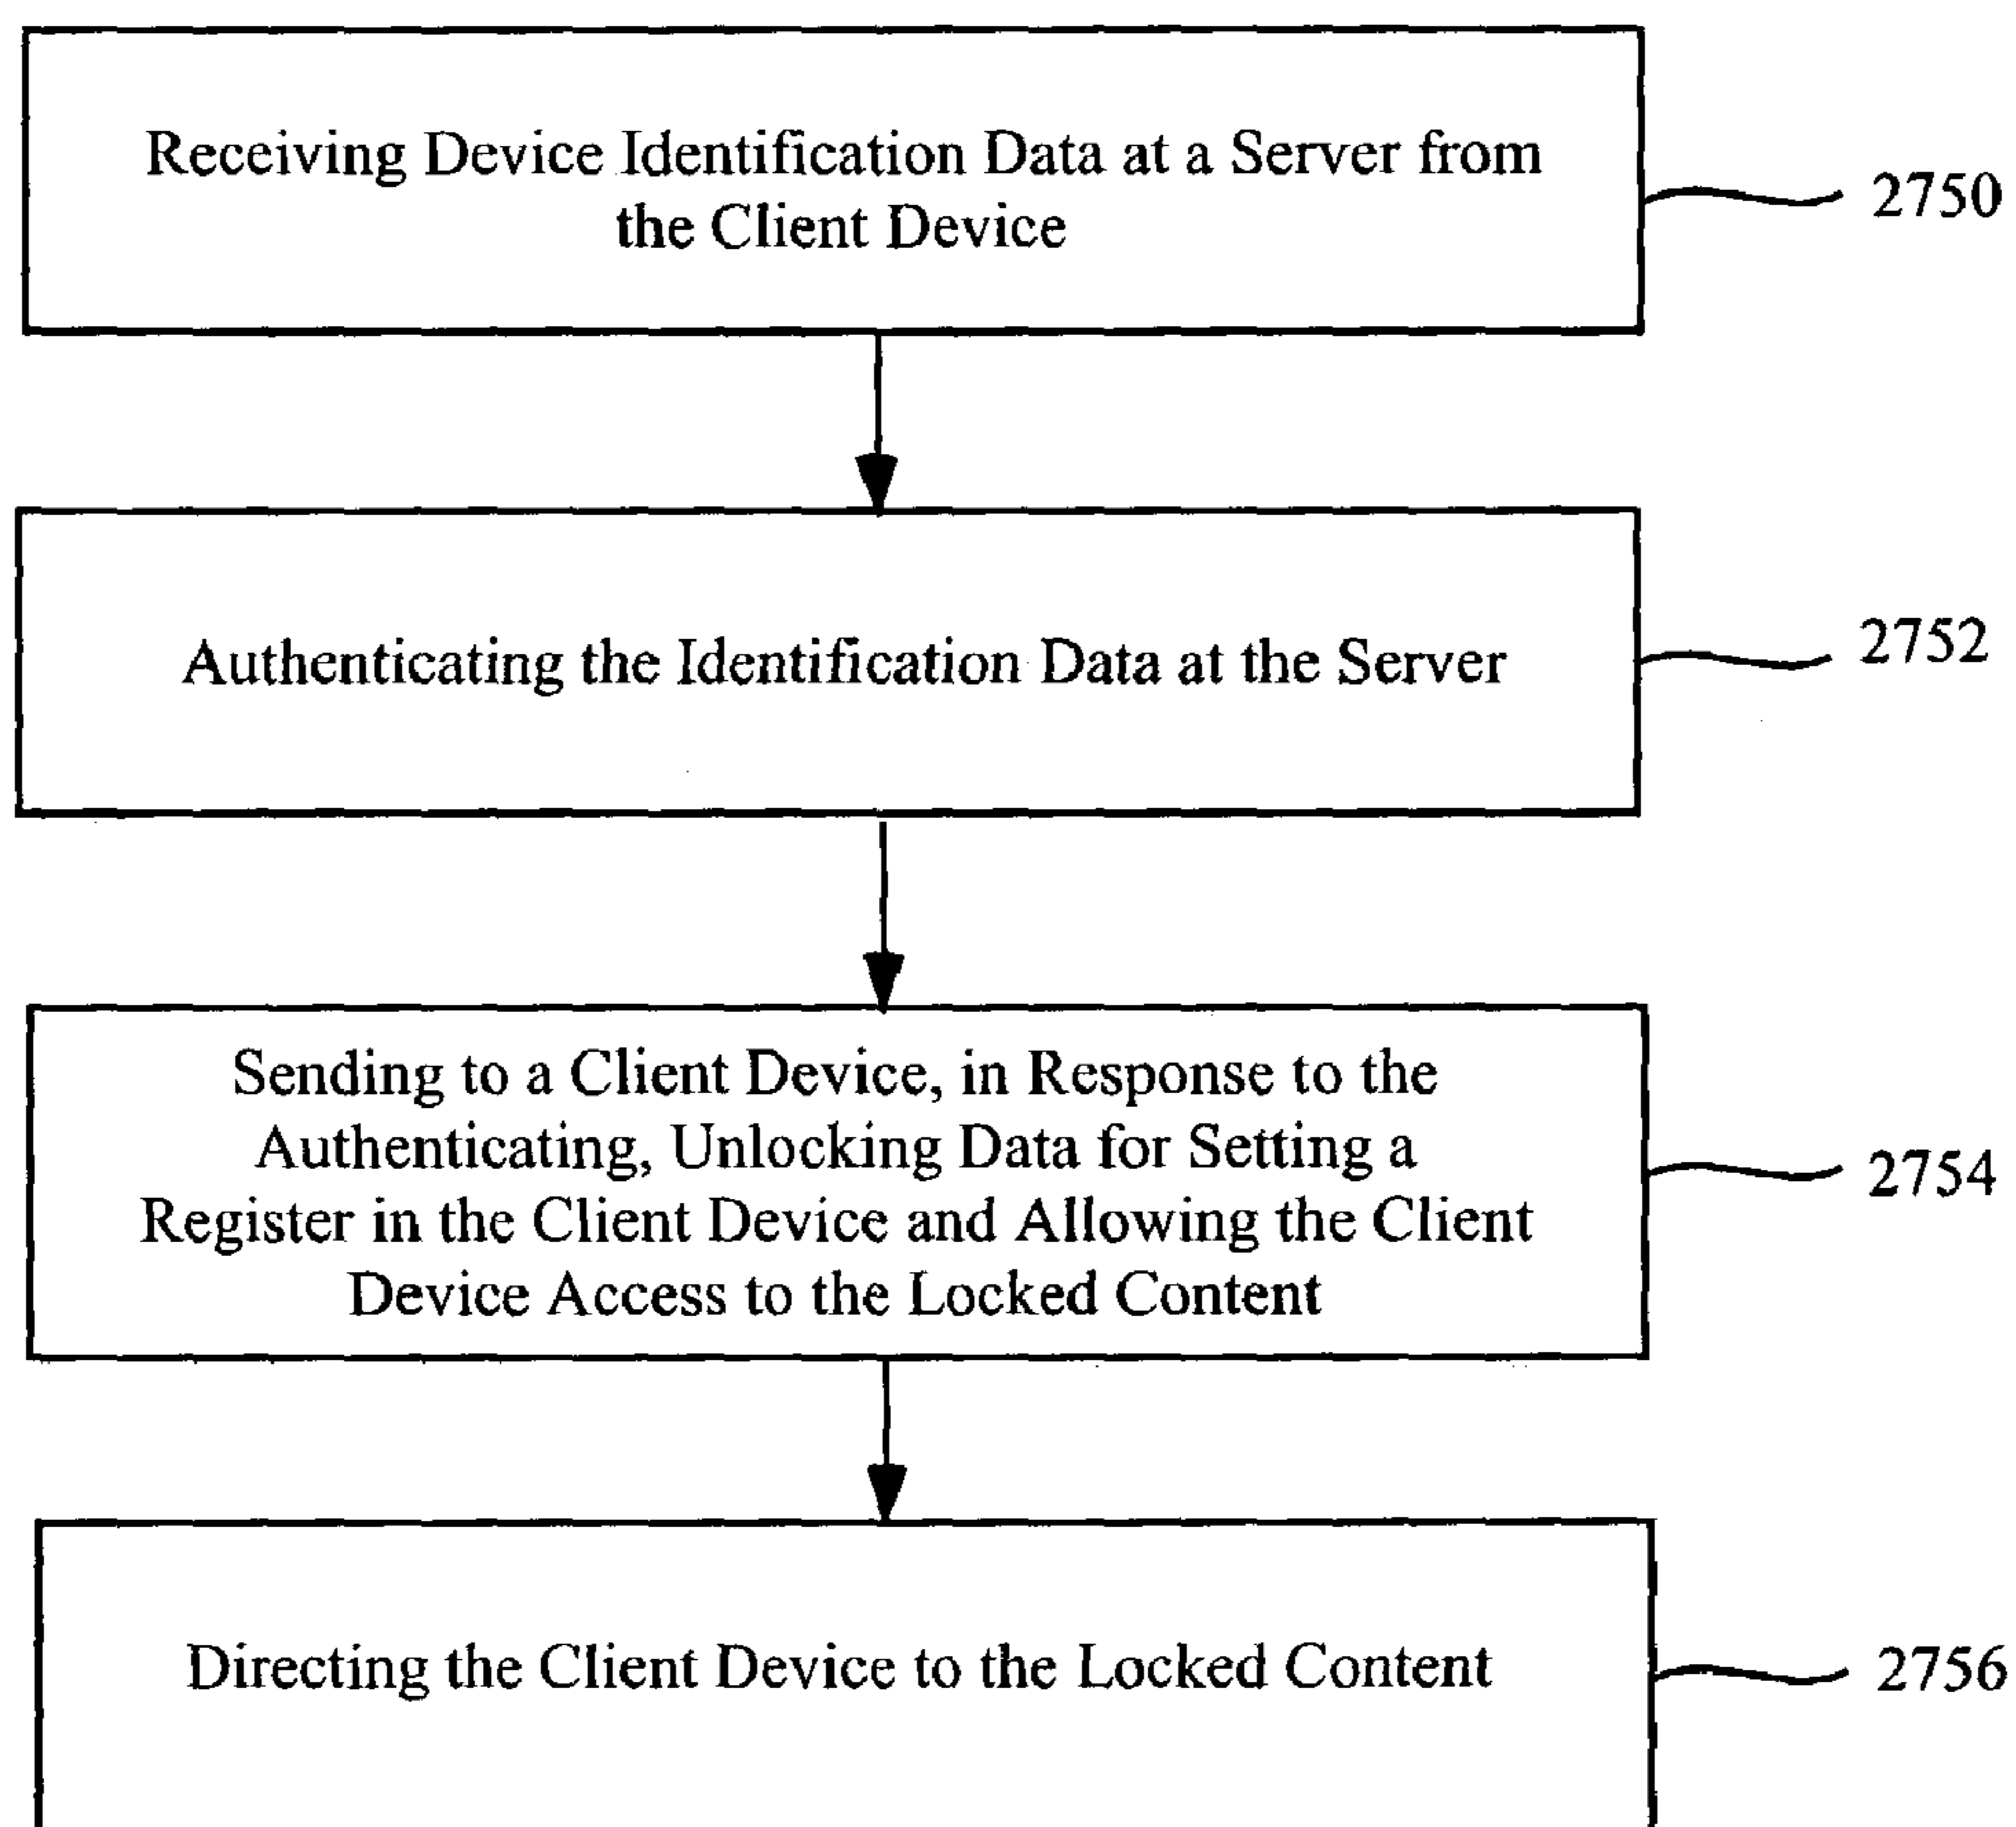 Receiving Device Identification Data at a Server from
the Client Device
2750
Authenticating the Identification Data at the Server
2752
Sending to a Client Device, in Response to the
Authenticating, Unlocking Data for Setting a
Register in the Client Device and Allowing the Client
Device Access to the Locked Content
2754
Directing the Client Device to the Locked Content
2756